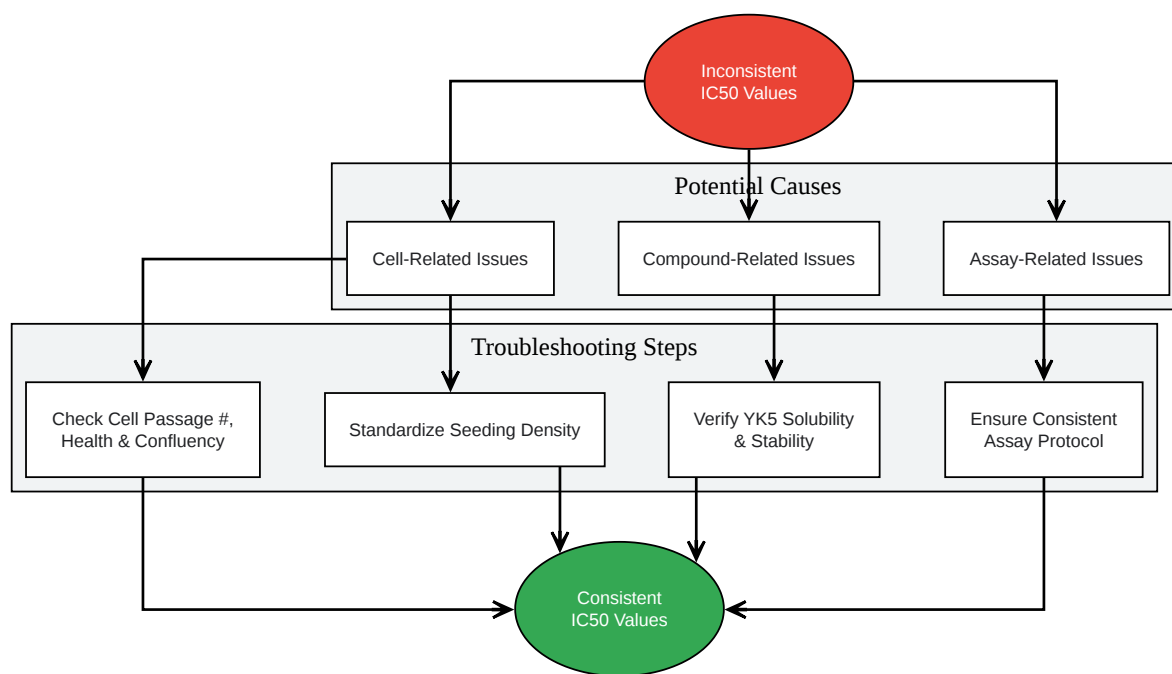 Inconsistent
IC50 Values
Potential Causes
Cell-Related Issues
Compound-Related Issues
Assay-Related Issues
Troubleshooting Steps
Check Cell Passage #,
Health & Confluency
Standardize Seeding Density
Verify YK5 Solubility
& Stability
Ensure Consistent
Assay Protocol
Consistent
IC50 Values